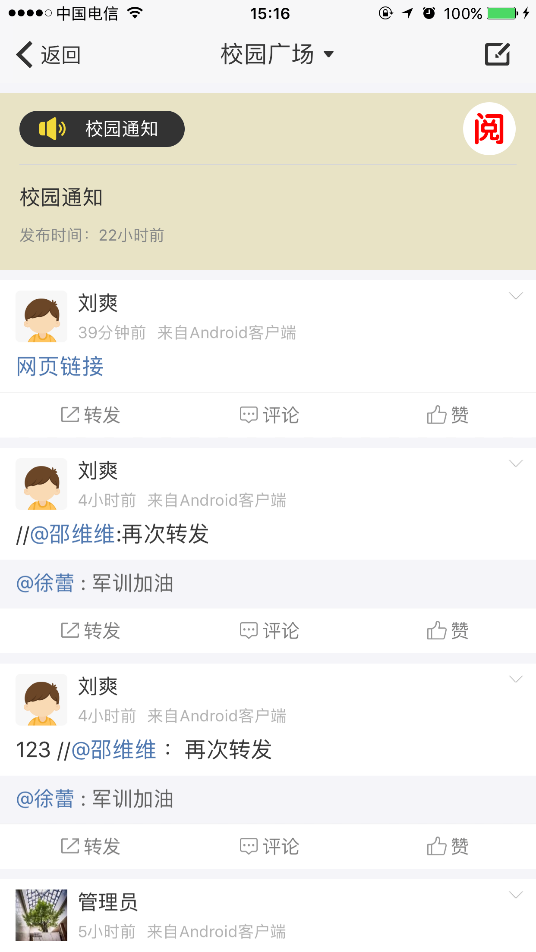 中国电信 15:16 100%
返回 校园广场
校园通知 阅
校园通知
发布时间：22小时前
刘爽
39分钟前 来自Android客户端
网页链接
转发 评论 赞
刘爽
4小时前 来自Android客户端
//@邵维维:再次转发
@徐蕾 : 军训加油
转发 评论 赞
刘爽
4小时前 来自Android客户端
123 //@邵维维 ：再次转发
@徐蕾 : 军训加油
转发 评论 赞
管理员
5小时前 来自Android客户端